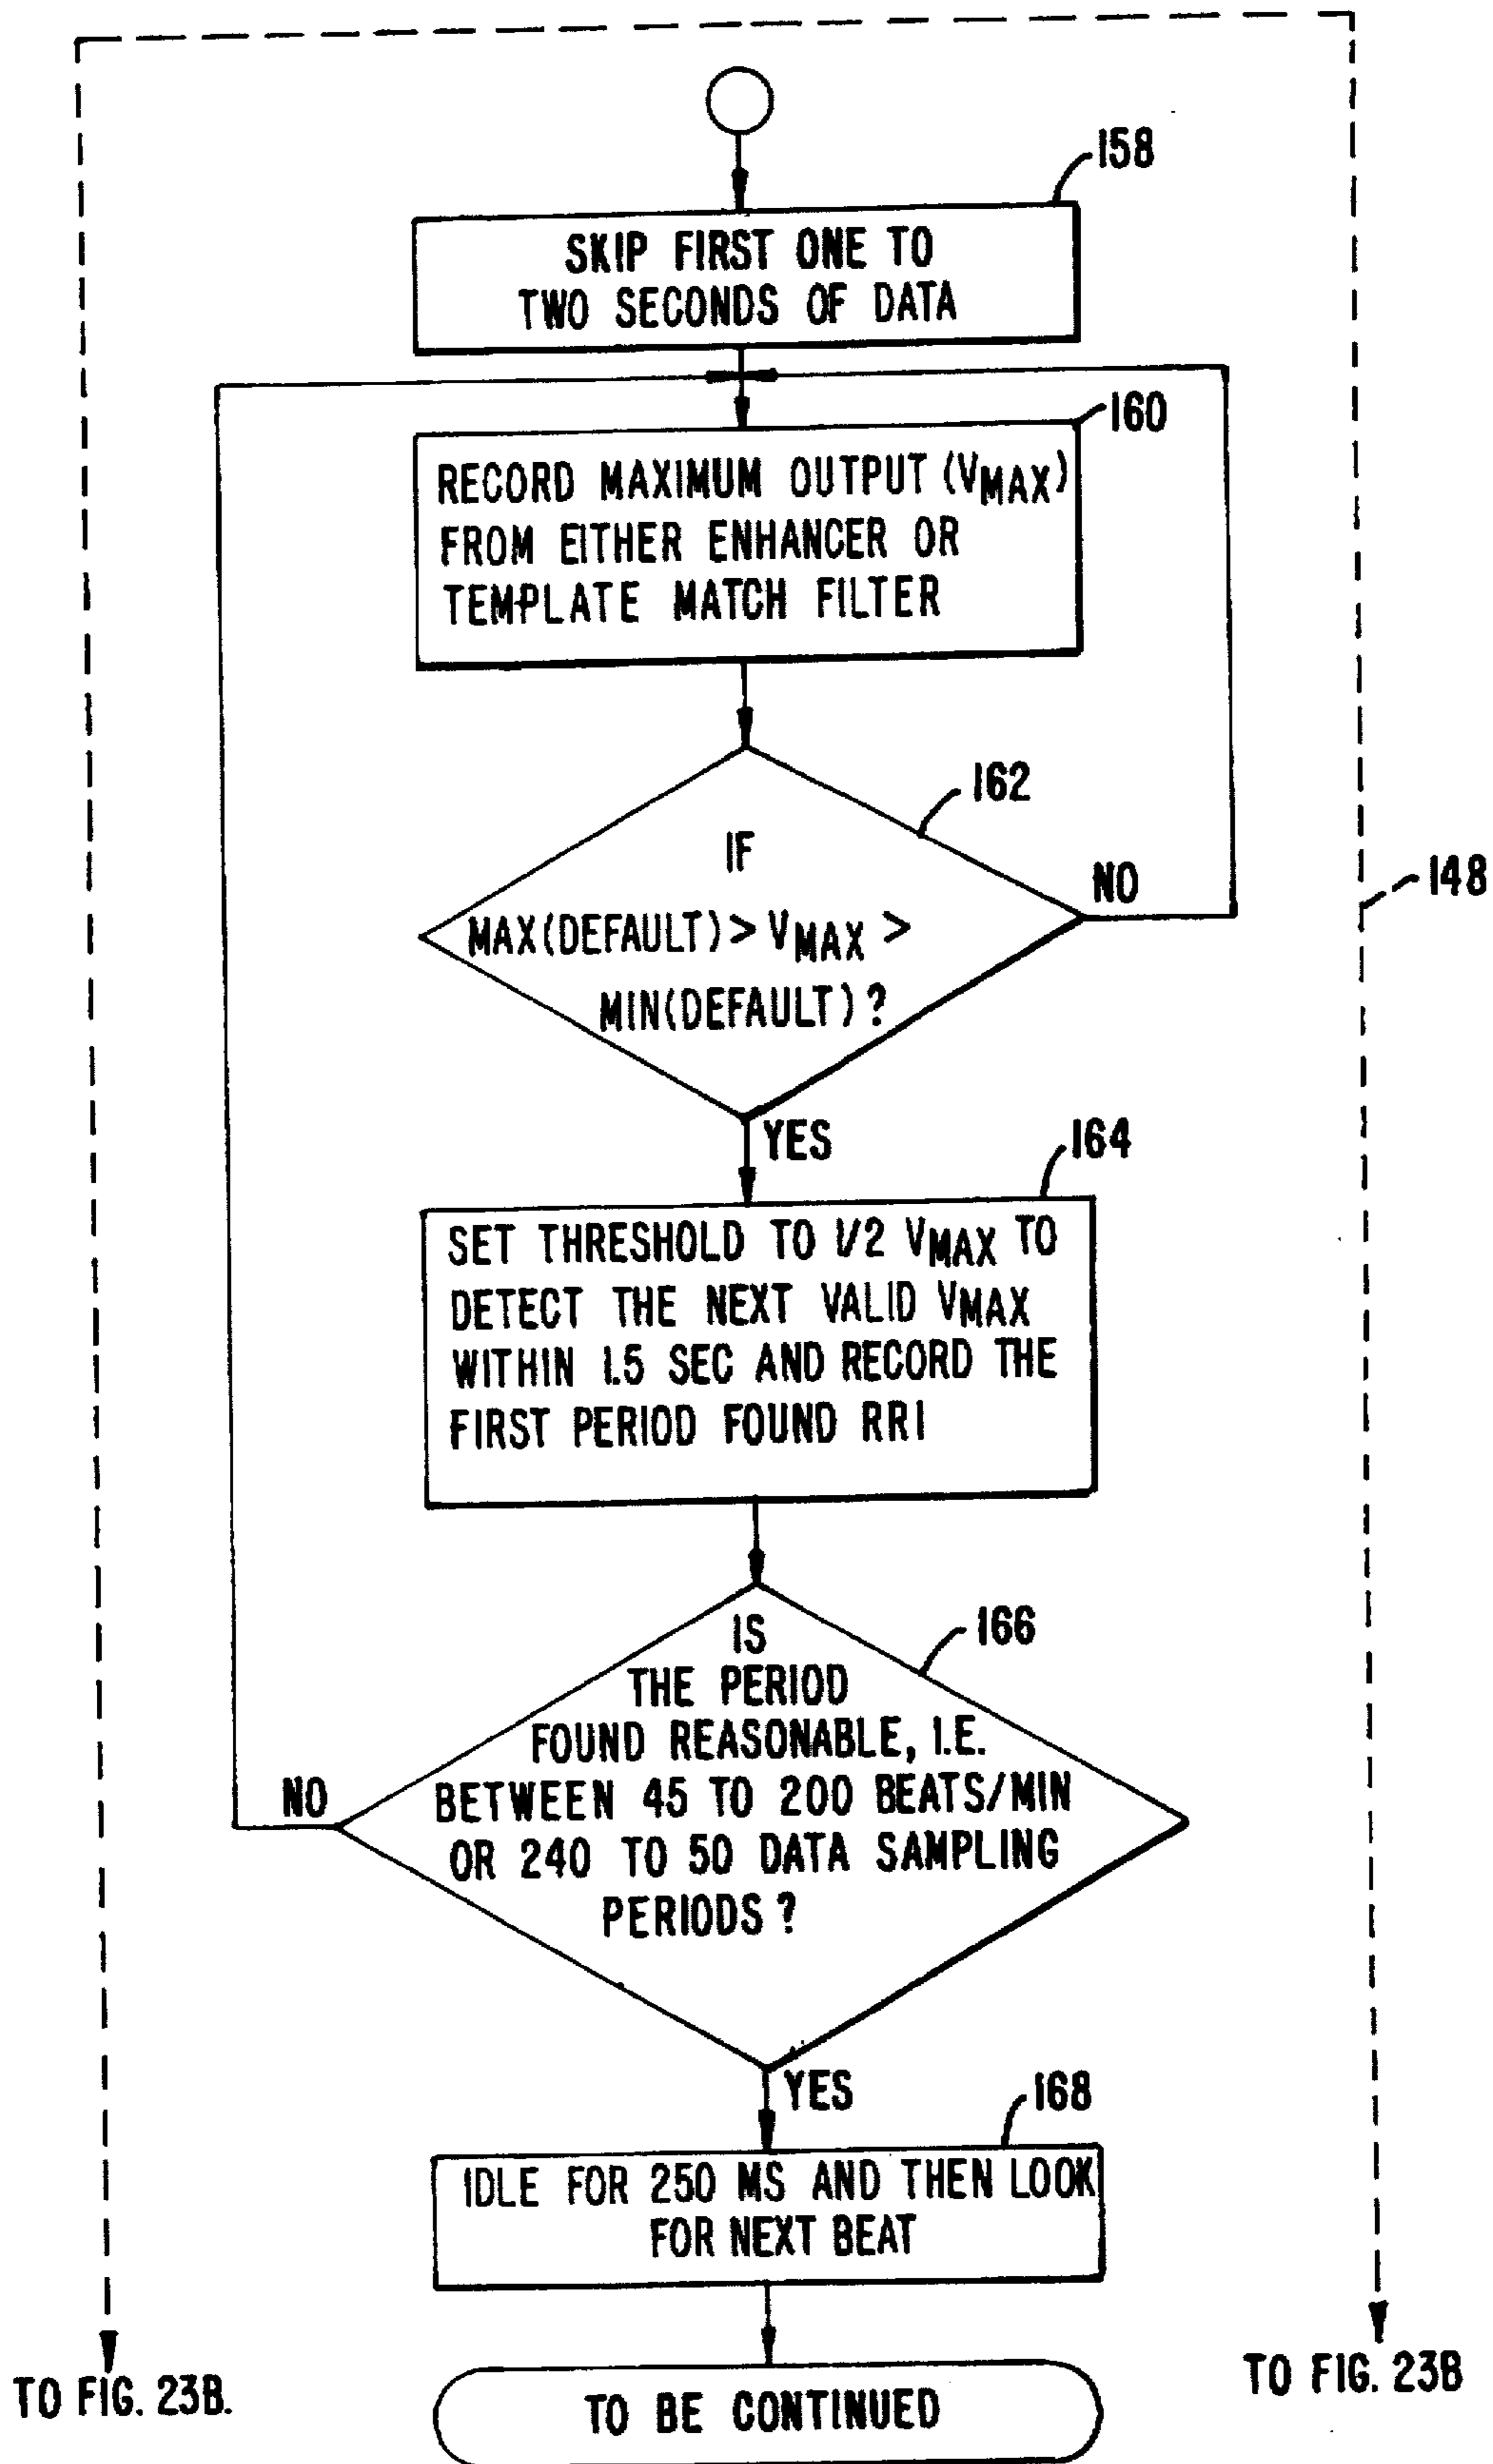 158
SKIP FIRST ONE TO
TWO SECONDS OF DATA
160
RECORD MAXIMUM OUTPUT (VMAX)
FROM EITHER ENHANCER OR
TEMPLATE MATCH FILTER
162
IF
MAX(DEFAULT) > VMAX >
MIN(DEFAULT) ?
NO
148
YES
164
SET THRESHOLD TO 1/2 VMAX TO
DETECT THE NEXT VALID VMAX
WITHIN 1.5 SEC AND RECORD THE
FIRST PERIOD FOUND RR1
166
IS
THE PERIOD
FOUND REASONABLE, I.E.
BETWEEN 45 TO 200 BEATS/MIN
OR 240 TO 50 DATA SAMPLING
PERIODS ?
NO
YES
168
IDLE FOR 250 MS AND THEN LOOK
FOR NEXT BEAT
TO FIG. 23B.
TO FIG. 23B
TO BE CONTINUED